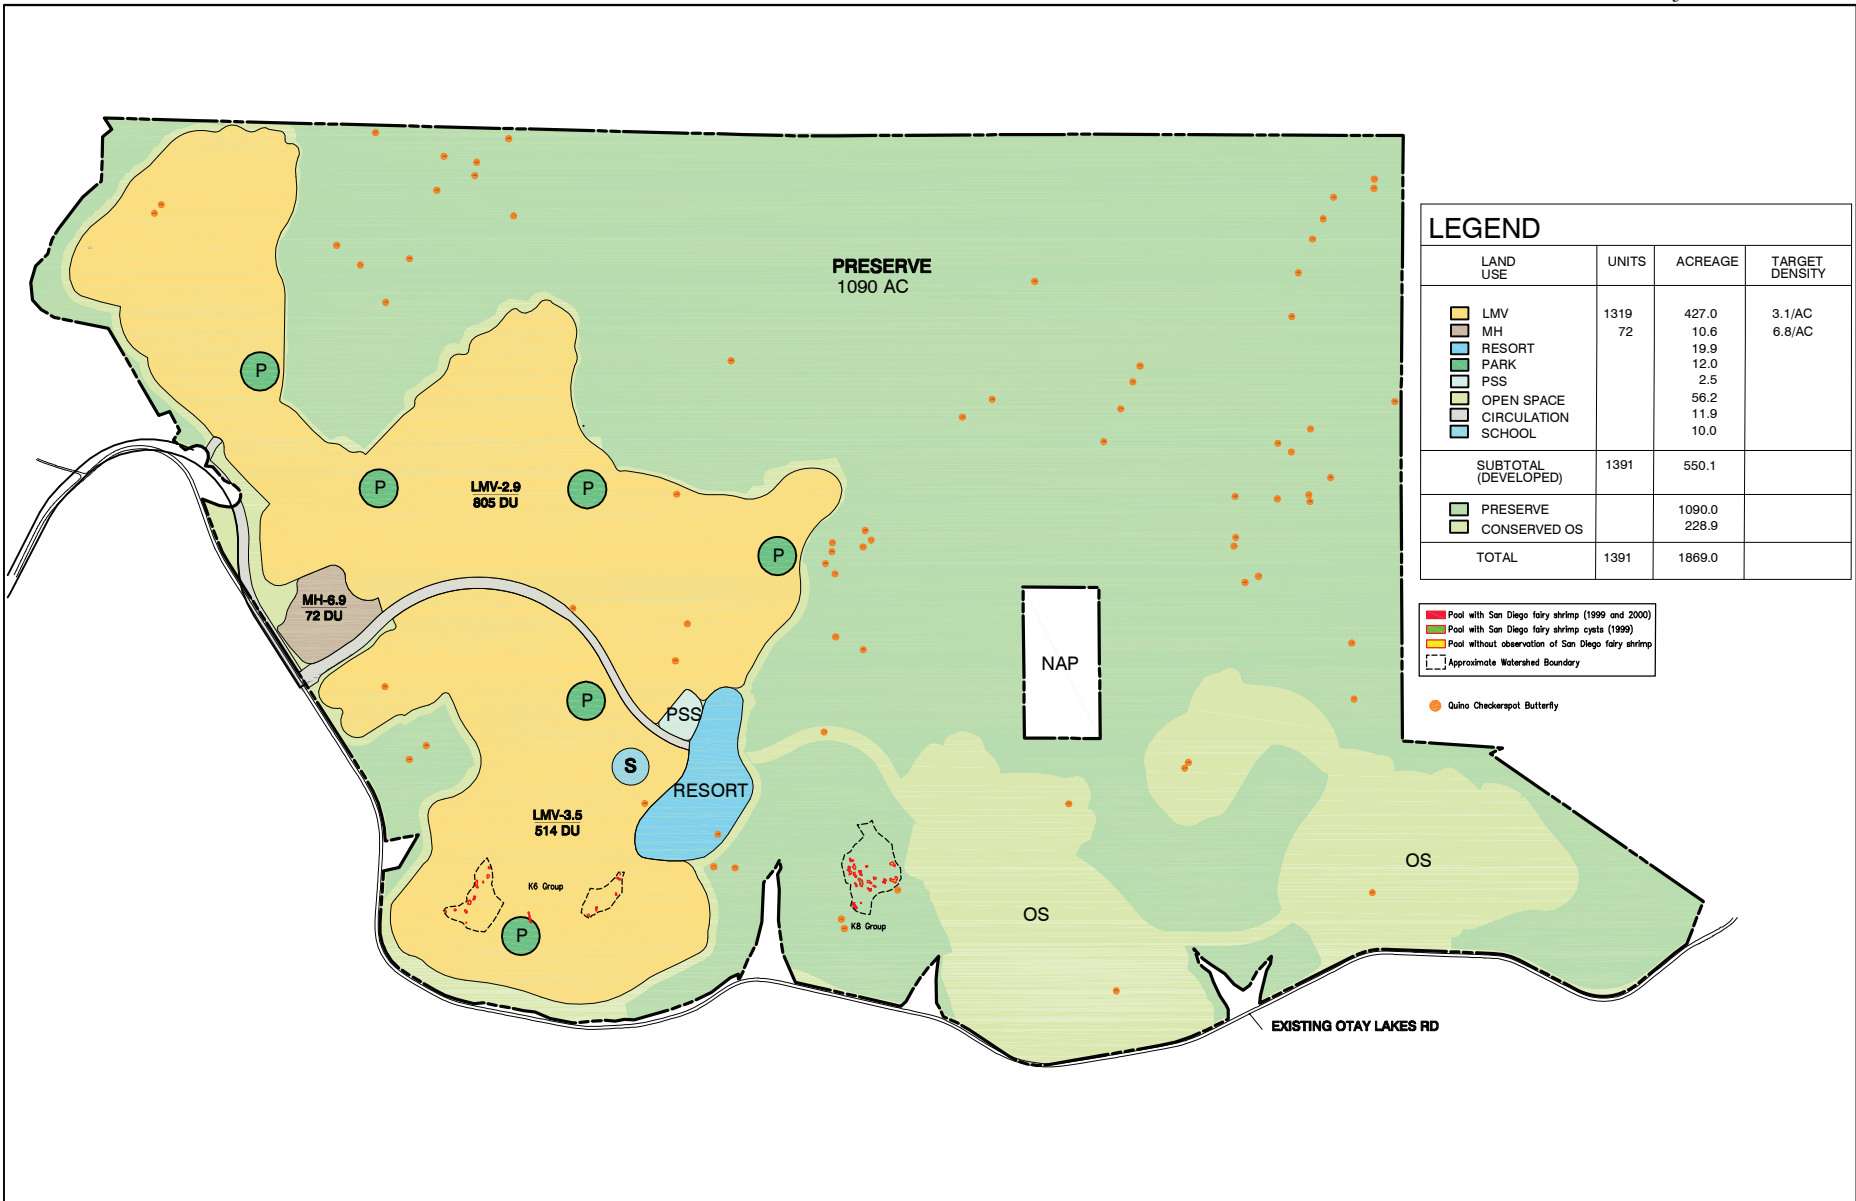 PRESERVE
1090 AC
P
P
P
P
P
P
LMV-2.9
805 DU
MH-6.9
72 DU
PSS
S
RESORT
LMV-3.5
514 DU
K6 Group
K8 Group
NAP
OS
OS
EXISTING OTAY LAKES RD
LEGEND
LAND USE UNITS ACREAGE TARGET DENSITY
LMV 1319 427.0 3.1/AC
MH 72 10.6 6.8/AC
RESORT 19.9
PARK 12.0
PSS 2.5
OPEN SPACE 56.2
CIRCULATION 11.9
SCHOOL 10.0
SUBTOTAL (DEVELOPED) 1391 550.1
PRESERVE 1090.0
CONSERVED OS 228.9
TOTAL 1391 1869.0
Pool with San Diego fairy shrimp (1999 and 2000)
Pool with San Diego fairy shrimp cysts (1999)
Pool without observation of San Diego fairy shrimp
Approximate Watershed Boundary
Quino Checkerspot Butterfly